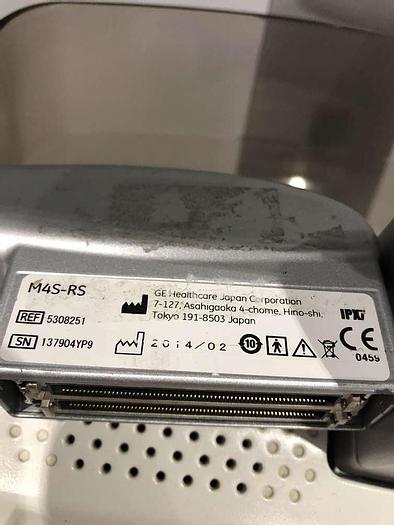 M4S-RS
GE Healthcare Japan Corporation
7-127, Asahigaoka 4-chome, Hino-shi,
Tokyo 191-8503 Japan
IPX7
REF 5308251
SN 137904YP9
2014/02
10
CE
0459